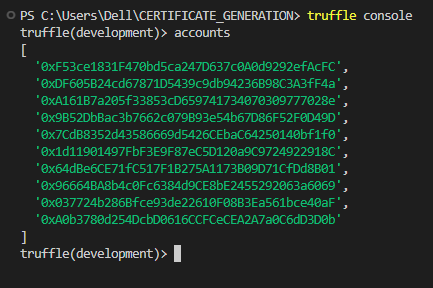 PS C:\Users\Dell\CERTIFICATE_GENERATION> truffle console
truffle(development)> accounts
[
  '0xF53ce1831F470bd5ca247D637c0A0d9292efAcFC',
  '0xDF605B24cd67871D5439c9db94236B98C3A3fF4a',
  '0xA161B7a205f33853cD659741734070309777028e',
  '0x9B52DbBac3b7662c079B93e54b67D86F52F0D49D',
  '0x7CdB8352d43586669d5426CEbaC64250140bf1f0',
  '0x1d11901497FbF3E9F87eC5D120a9C9724922918C',
  '0x64dBe6CE71fC517F1B275A1173B09D71CfDd8B01',
  '0x96664BA8b4c0Fc6384d9CE8bE2455292063a6069',
  '0x037724b286Bfce93de22610F08B3Ea561bce40aF',
  '0xA0b3780d254DcbD0616CCFCeCEA2A7a0C6dD3D0b'
]
truffle(development)>